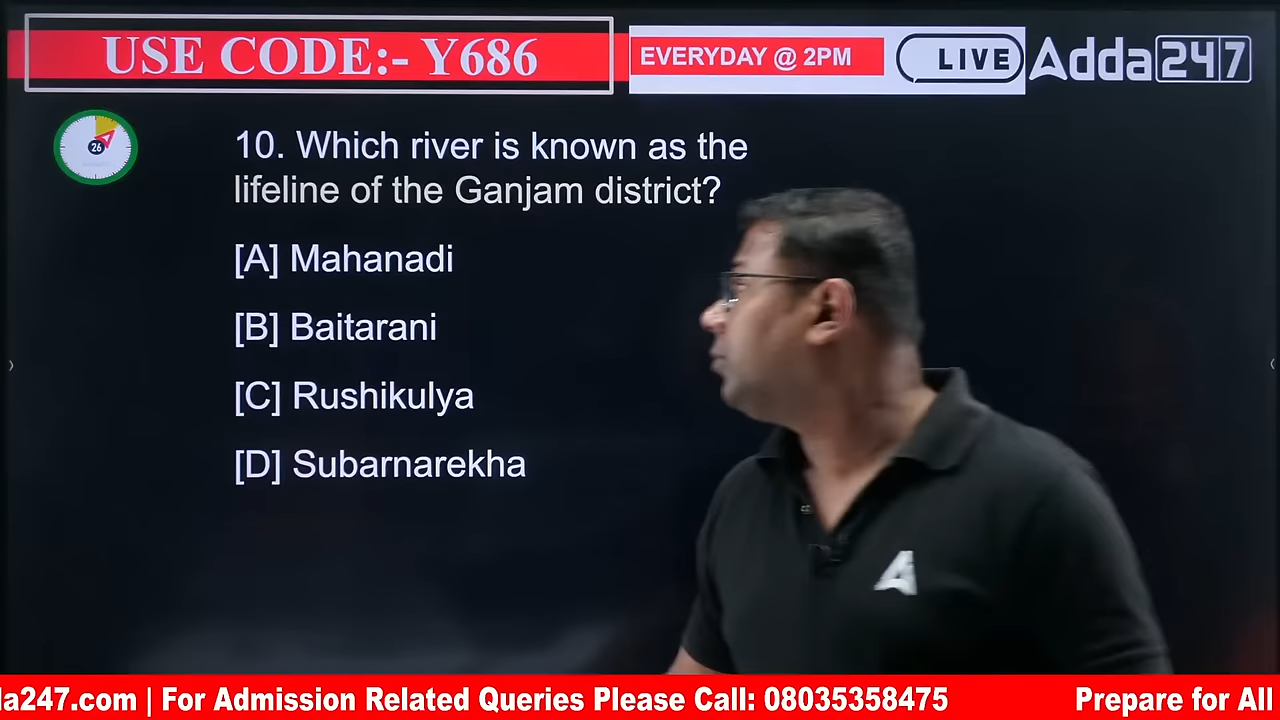 USE CODE:- Y686
EVERYDAY @ 2PM
LIVE
Adda247
26
10. Which river is known as the
lifeline of the Ganjam district?
[A] Mahanadi
[B] Baitarani
[C] Rushikulya
[D] Subarnarekha
da247.com | For Admission Related Queries Please Call: 08035358475
Prepare for All